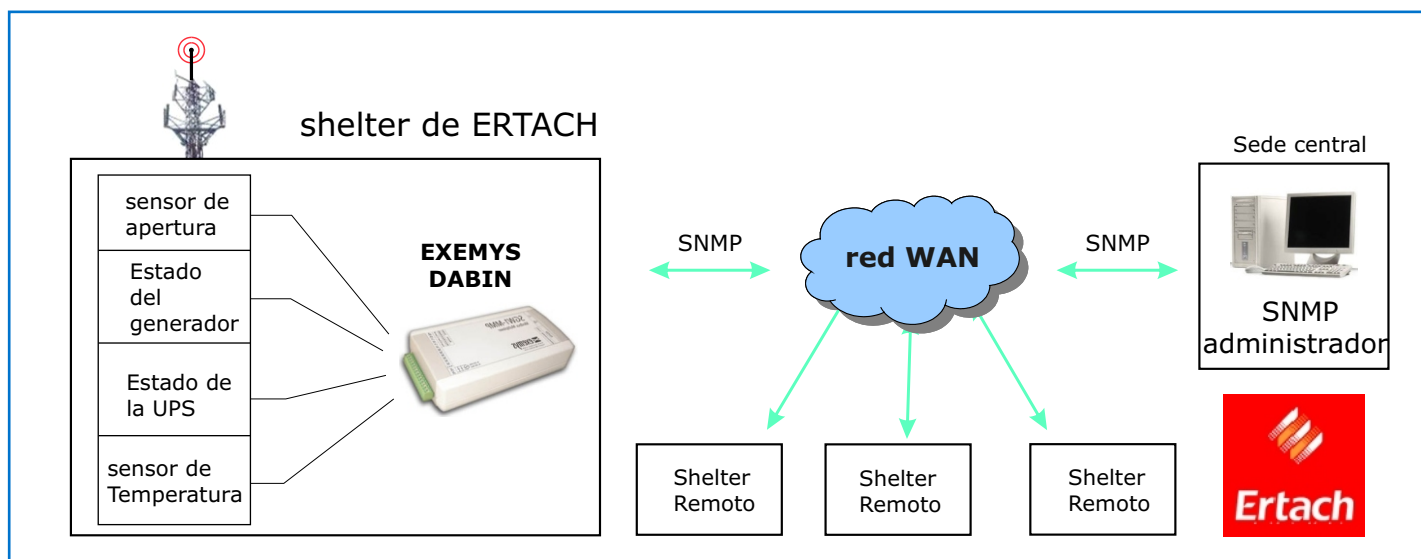 shelter de ERTACH
sensor de
apertura
Estado
del
generador
Estado de
la UPS
sensor de
Temperatura
EXEMYS
DABIN
SNMP
red WAN
SNMP
Sede central
SNMP
administrador
Shelter
Remoto
Shelter
Remoto
Shelter
Remoto
Ertach